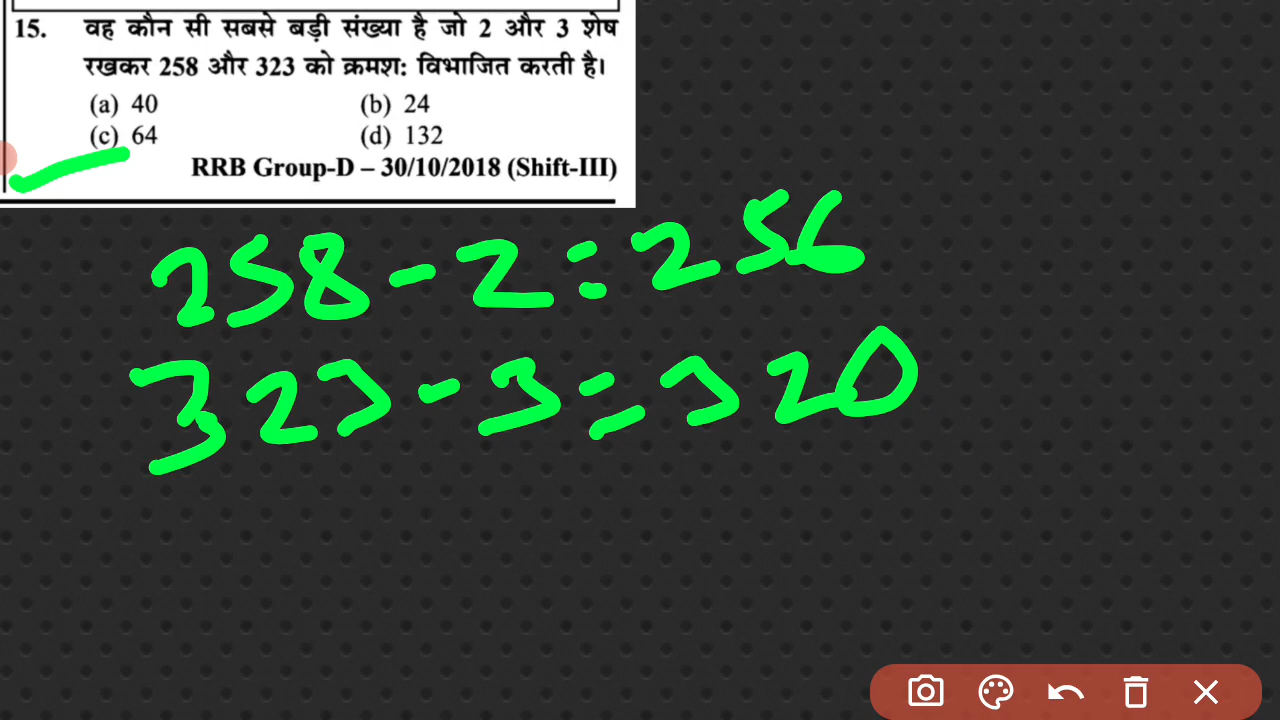 15. वह कौन सी सबसे बड़ी संख्या है जो 2 और 3 शेष
रखकर 258 और 323 को क्रमश: विभाजित करती है।
(a) 40 (b) 24
(c) 64 (d) 132
RRB Group-D – 30/10/2018 (Shift-III)
258 - 2 = 256
323 - 3 = 320